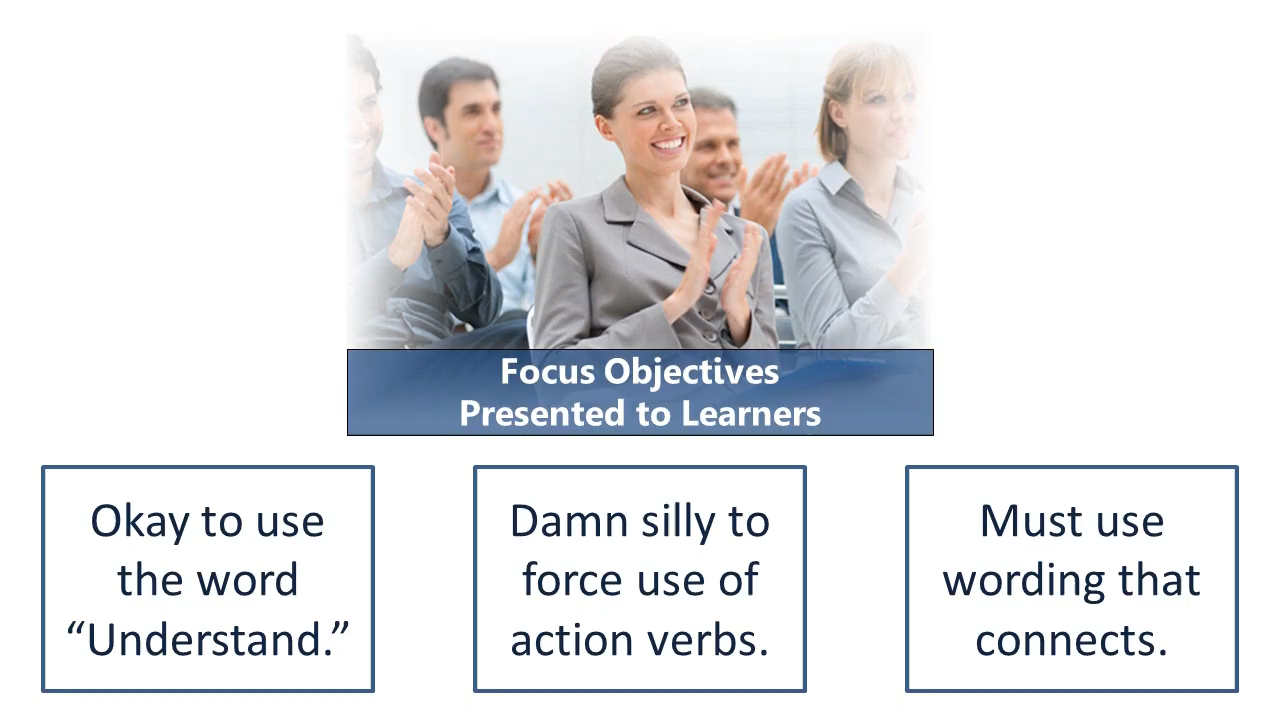 Focus Objectives
Presented to Learners
Okay to use
the word
“Understand.”
Damn silly to
force use of
action verbs.
Must use
wording that
connects.